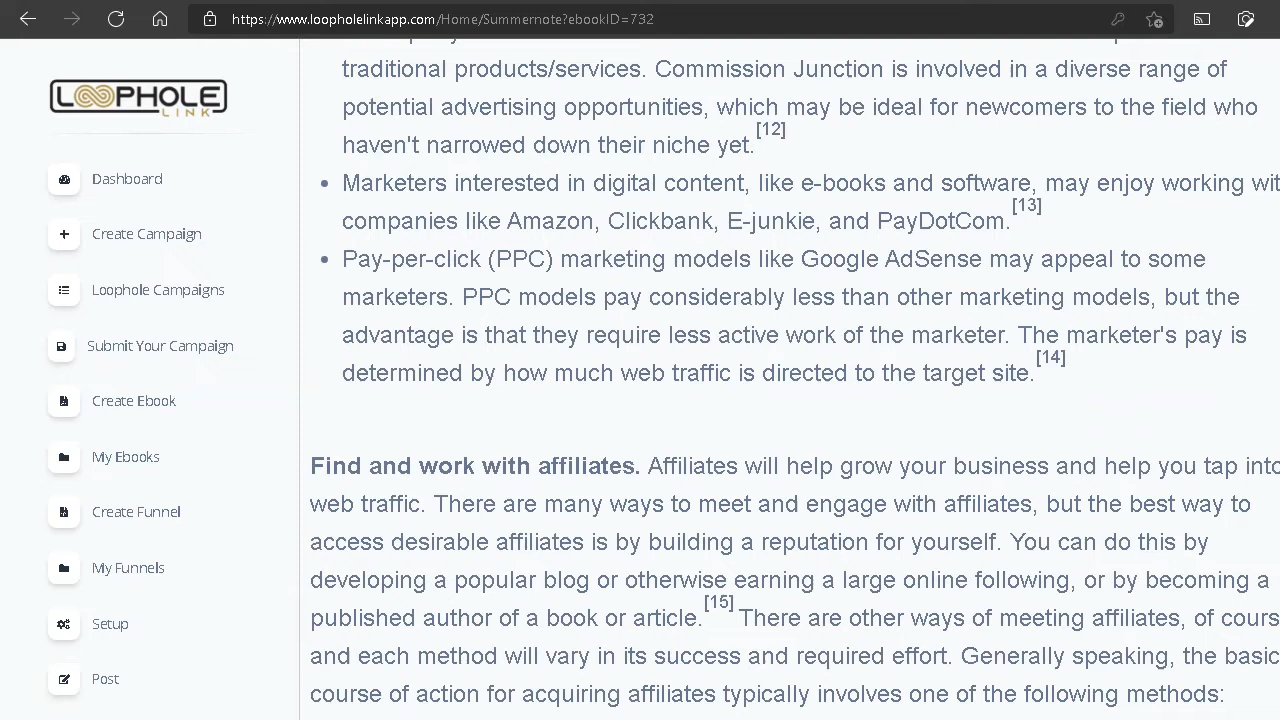 https://www.loopholelinkapp.com/Home/Summernote?ebookID=732
LOOPHOLE
LINK
Dashboard
Create Campaign
Loophole Campaigns
Submit Your Campaign
Create Ebook
My Ebooks
Create Funnel
My Funnels
Setup
Post
traditional products/services. Commission Junction is involved in a diverse range of
potential advertising opportunities, which may be ideal for newcomers to the field who
haven't narrowed down their niche yet.[12]
• Marketers interested in digital content, like e-books and software, may enjoy working wit
companies like Amazon, Clickbank, E-junkie, and PayDotCom.[13]
• Pay-per-click (PPC) marketing models like Google AdSense may appeal to some
marketers. PPC models pay considerably less than other marketing models, but the
advantage is that they require less active work of the marketer. The marketer's pay is
determined by how much web traffic is directed to the target site.[14]
Find and work with affiliates. Affiliates will help grow your business and help you tap into
web traffic. There are many ways to meet and engage with affiliates, but the best way to
access desirable affiliates is by building a reputation for yourself. You can do this by
developing a popular blog or otherwise earning a large online following, or by becoming a
published author of a book or article.[15] There are other ways of meeting affiliates, of cours
and each method will vary in its success and required effort. Generally speaking, the basic
course of action for acquiring affiliates typically involves one of the following methods: